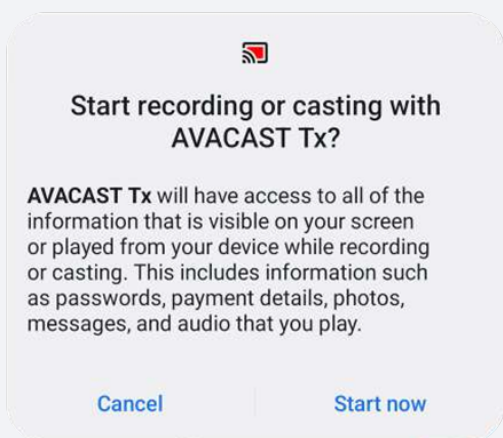 Start recording or casting with
AVACAST Tx?
AVACAST Tx will have access to all of the
information that is visible on your screen
or played from your device while recording
or casting. This includes information such
as passwords, payment details, photos,
messages, and audio that you play.
Cancel Start now